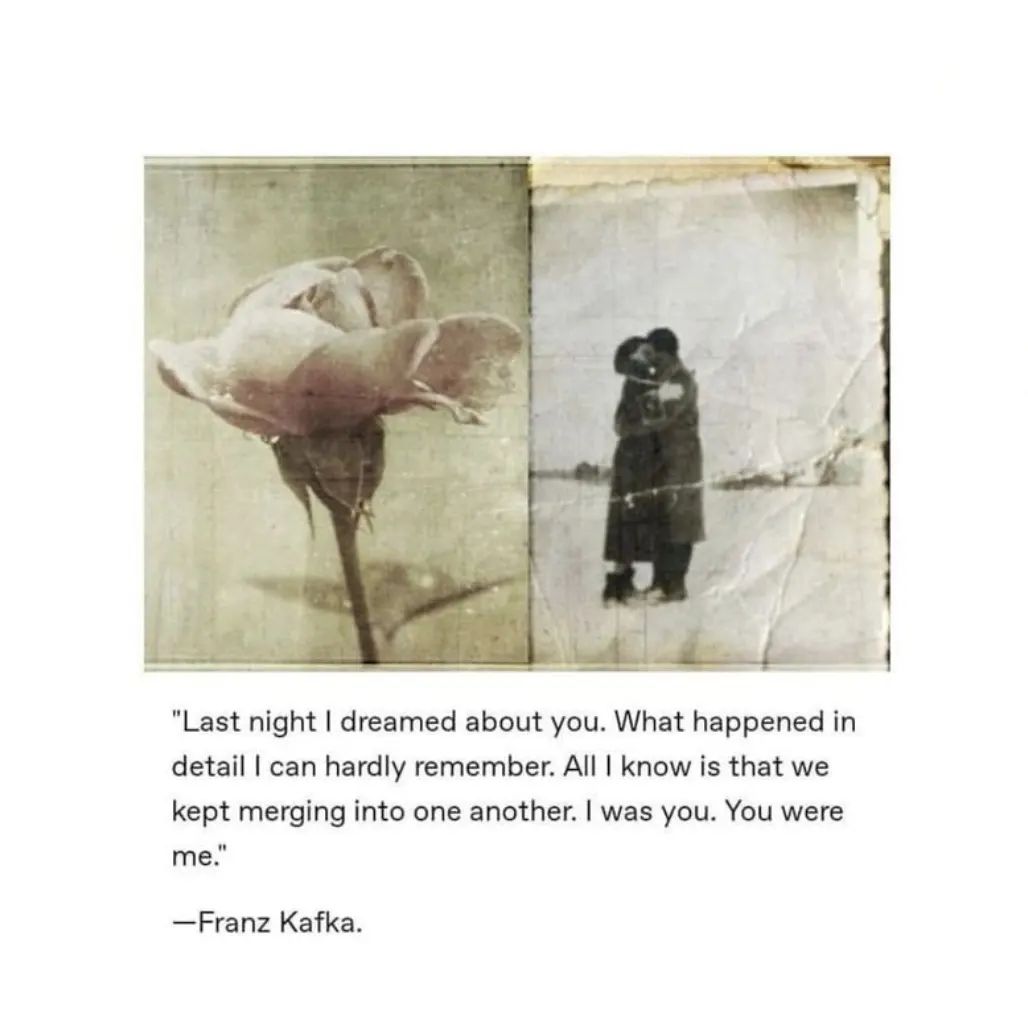 "Last night I dreamed about you. What happened in
detail I can hardly remember. All I know is that we
kept merging into one another. I was you. You were
me."
—Franz Kafka.